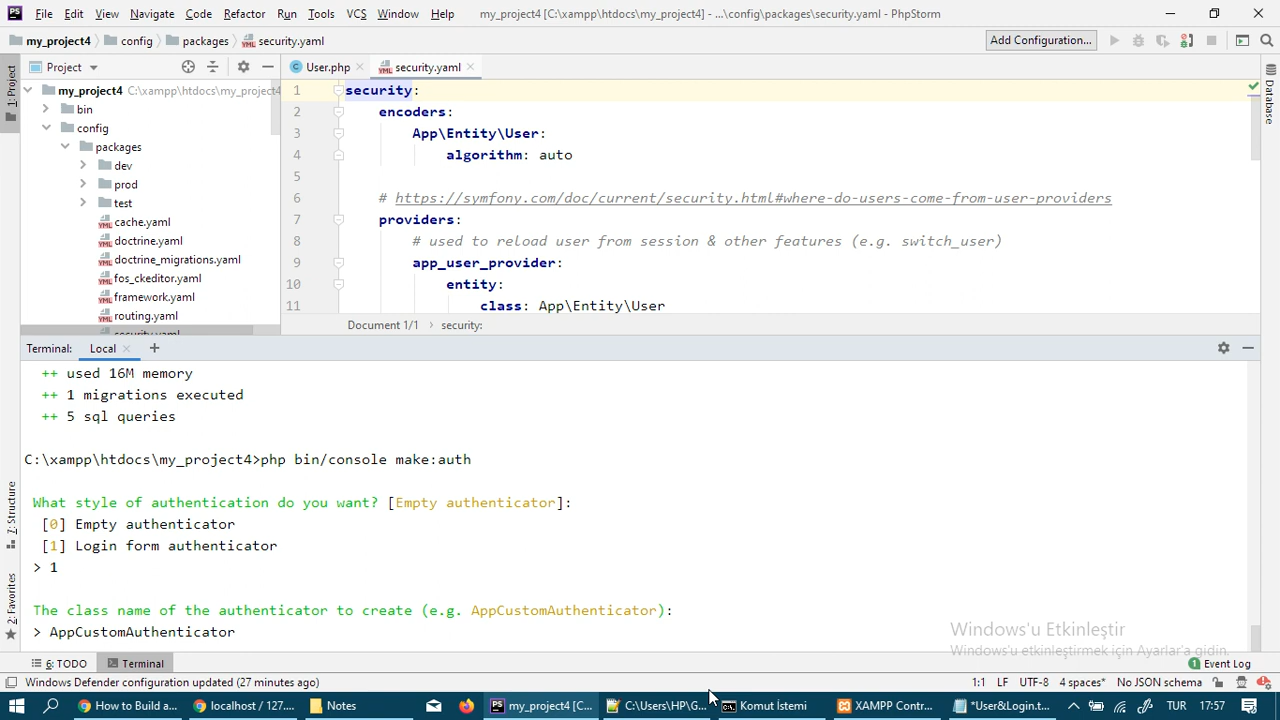 File Edit View Navigate Code Refactor Run Tools VCS Window Help my_project4 [C:\xampp\htdocs\my_project4] - ...\config\packages\security.yaml - PhpStorm
my_project4 config packages security.yaml Add Configuration...
1: Project
Project
User.php security.yaml
Database
my_project4 C:\xampp\htdocs\my_project4
bin
config
packages
dev
prod
test
cache.yaml
doctrine.yaml
doctrine_migrations.yaml
fos_ckeditor.yaml
framework.yaml
routing.yaml
security.yaml
1 security:
2 encoders:
3 App\Entity\User:
4 algorithm: auto
5
6 # https://symfony.com/doc/current/security.html#where-do-users-come-from-user-providers
7 providers:
8 # used to reload user from session & other features (e.g. switch_user)
9 app_user_provider:
10 entity:
11 class: App\Entity\User
Document 1/1 security:
Terminal: Local
++ used 16M memory
++ 1 migrations executed
++ 5 sql queries
C:\xampp\htdocs\my_project4>php bin/console make:auth
What style of authentication do you want? [Empty authenticator]:
[0] Empty authenticator
[1] Login form authenticator
> 1
The class name of the authenticator to create (e.g. AppCustomAuthenticator):
> AppCustomAuthenticator
Z: Structure
2: Favorites
Windows'u Etkinleştir
Windows'u etkinleştirmek için Ayarlar'a gidin.
6: TODO Terminal Event Log
Windows Defender configuration updated (27 minutes ago) 1:1 LF UTF-8 4 spaces* No JSON schema
How to Build a... localhost / 127.... Notes my_project4 [C... C:\Users\HP\G... Komut İstemi XAMPP Contr... *User&Login.t... TUR 17:57